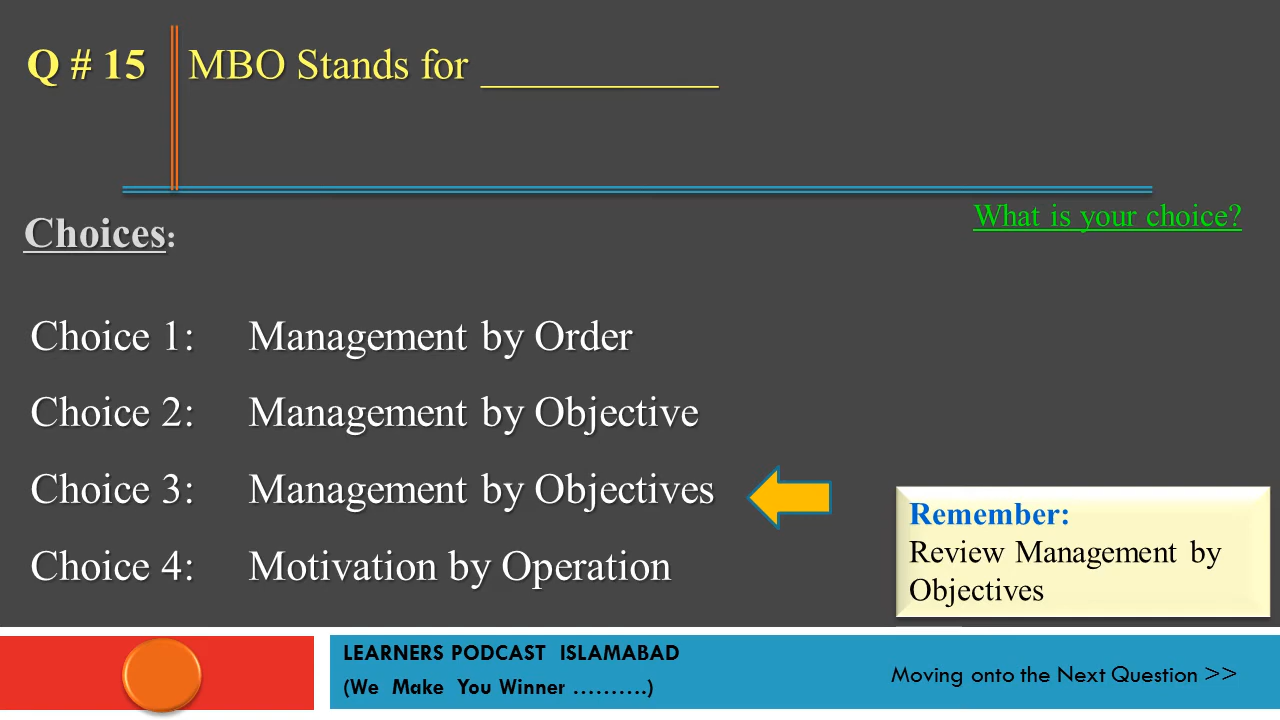 Q # 15 MBO Stands for ___________
What is your choice?
Choices:
Choice 1: Management by Order
Choice 2: Management by Objective
Choice 3: Management by Objectives
Choice 4: Motivation by Operation
Remember:
Review Management by
Objectives
LEARNERS PODCAST ISLAMABAD
(We Make You Winner ……….)
Moving onto the Next Question >>